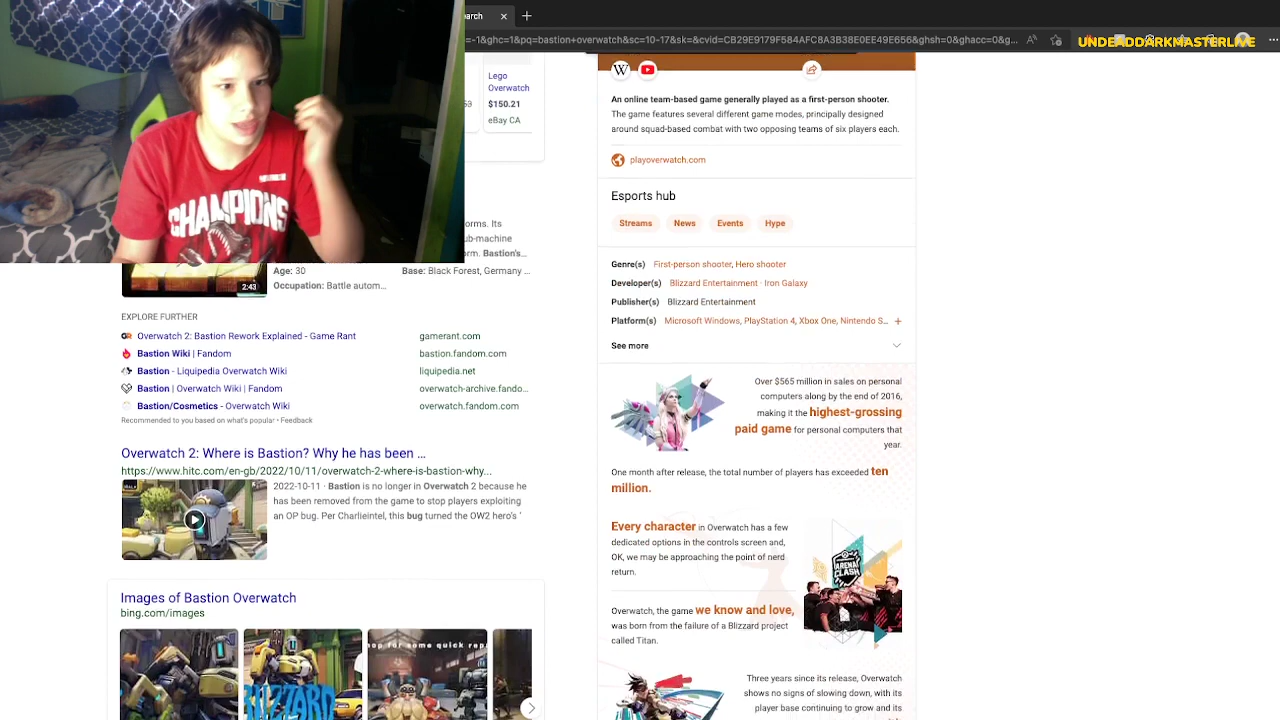 =-1&ghc=1&pq=bastion+overwatch&sc=10-17&sk=&cvid=CB29E9179F584AFC8A3B38E0EE49E656&ghsh=0&ghacc=0&g...
UNDEDDARKMASTERLIVE
CHAMPIONS
Lego
Overwatch
$150.21
eBay CA
orms. Its
ub-machine
orm. Bastion's...
Age: 30
Base: Black Forest, Germany ...
Occupation: Battle autom...
2:43
EXPLORE FURTHER
Overwatch 2: Bastion Rework Explained - Game Rant gamerant.com
Bastion Wiki | Fandom bastion.fandom.com
Bastion - Liquipedia Overwatch Wiki liquipedia.net
Bastion | Overwatch Wiki | Fandom overwatch-archive.fando...
Bastion/Cosmetics - Overwatch Wiki overwatch.fandom.com
Recommended to you based on what's popular • Feedback
Overwatch 2: Where is Bastion? Why he has been ...
https://www.hitc.com/en-gb/2022/10/11/overwatch-2-where-is-bastion-why...
2022-10-11 · Bastion is no longer in Overwatch 2 because he
has been removed from the game to stop players exploiting
an OP bug. Per Charlieintel, this bug turned the OW2 hero's '
Images of Bastion Overwatch
bing.com/images
BLIZZARD
W
An online team-based game generally played as a first-person shooter.
The game features several different game modes, principally designed
around squad-based combat with two opposing teams of six players each.
playoverwatch.com
Esports hub
Streams News Events Hype
Genre(s) First-person shooter, Hero shooter
Developer(s) Blizzard Entertainment · Iron Galaxy
Publisher(s) Blizzard Entertainment
Platform(s) Microsoft Windows, PlayStation 4, Xbox One, Nintendo S... +
See more
Over $565 million in sales on personal
computers along by the end of 2016,
making it the highest-grossing
paid game for personal computers that
year.
One month after release, the total number of players has exceeded ten
million.
Every character in Overwatch has a few
dedicated options in the controls screen and,
OK, we may be approaching the point of nerd
return.
ARENA
CLASH
Overwatch, the game we know and love,
was born from the failure of a Blizzard project
called Titan.
Three years since its release, Overwatch
shows no signs of slowing down, with its
player base continuing to grow and its